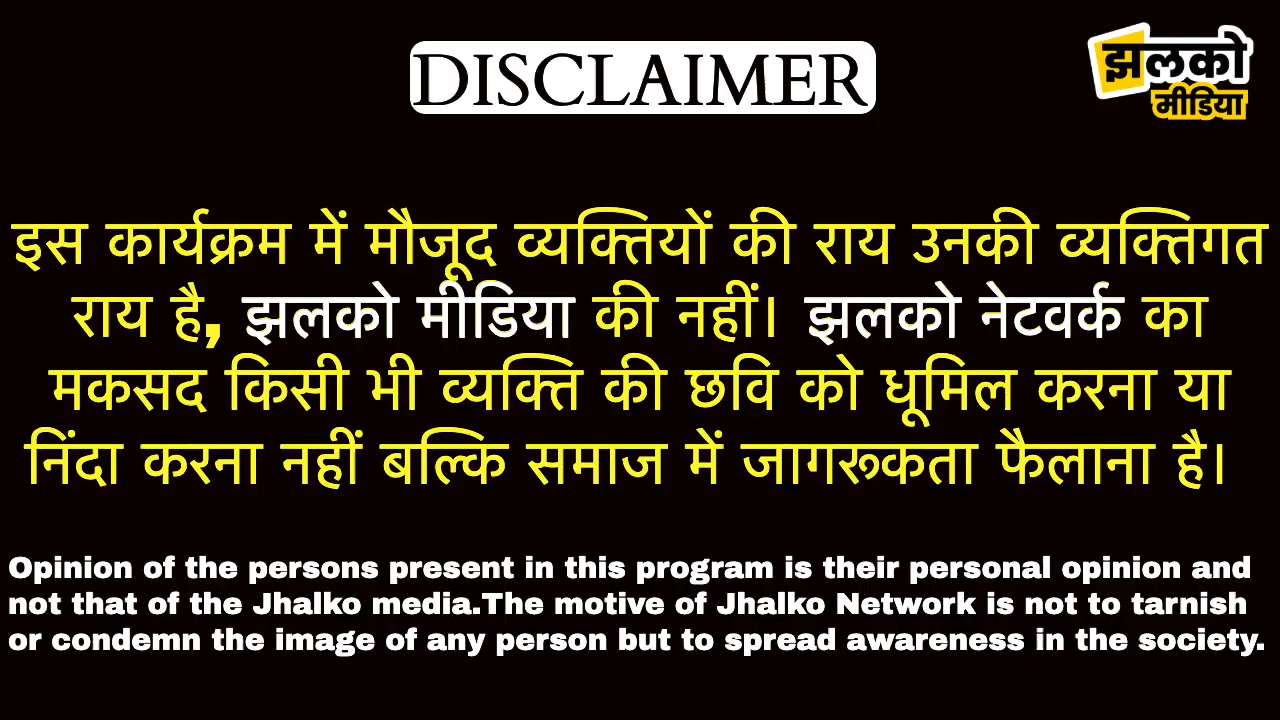 DISCLAIMER
झलको
मीडिया
इस कार्यक्रम में मौजूद व्यक्तियों की राय उनकी व्यक्तिगत
राय है, झलको मीडिया की नहीं। झलको नेटवर्क का
मकसद किसी भी व्यक्ति की छवि को धूमिल करना या
निंदा करना नहीं बल्कि समाज में जागरूकता फैलाना है।
Opinion of the persons present in this program is their personal opinion and
not that of the Jhalko media.The motive of Jhalko Network is not to tarnish
or condemn the image of any person but to spread awareness in the society.